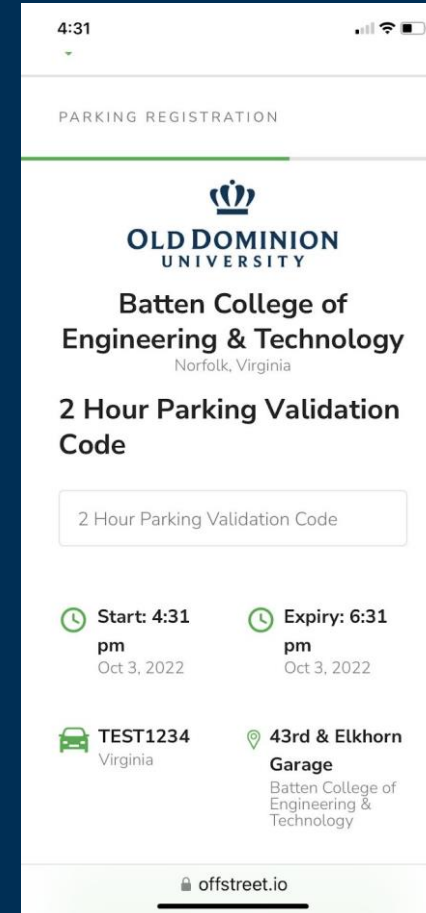 4:31
PARKING REGISTRATION
OLD DOMINION
UNIVERSITY
Batten College of
Engineering & Technology
Norfolk, Virginia
2 Hour Parking Validation
Code
2 Hour Parking Validation Code
Start: 4:31
pm
Oct 3, 2022
Expiry: 6:31
pm
Oct 3, 2022
TEST1234
Virginia
43rd & Elkhorn
Garage
Batten College of
Engineering &
Technology
offstreet.io